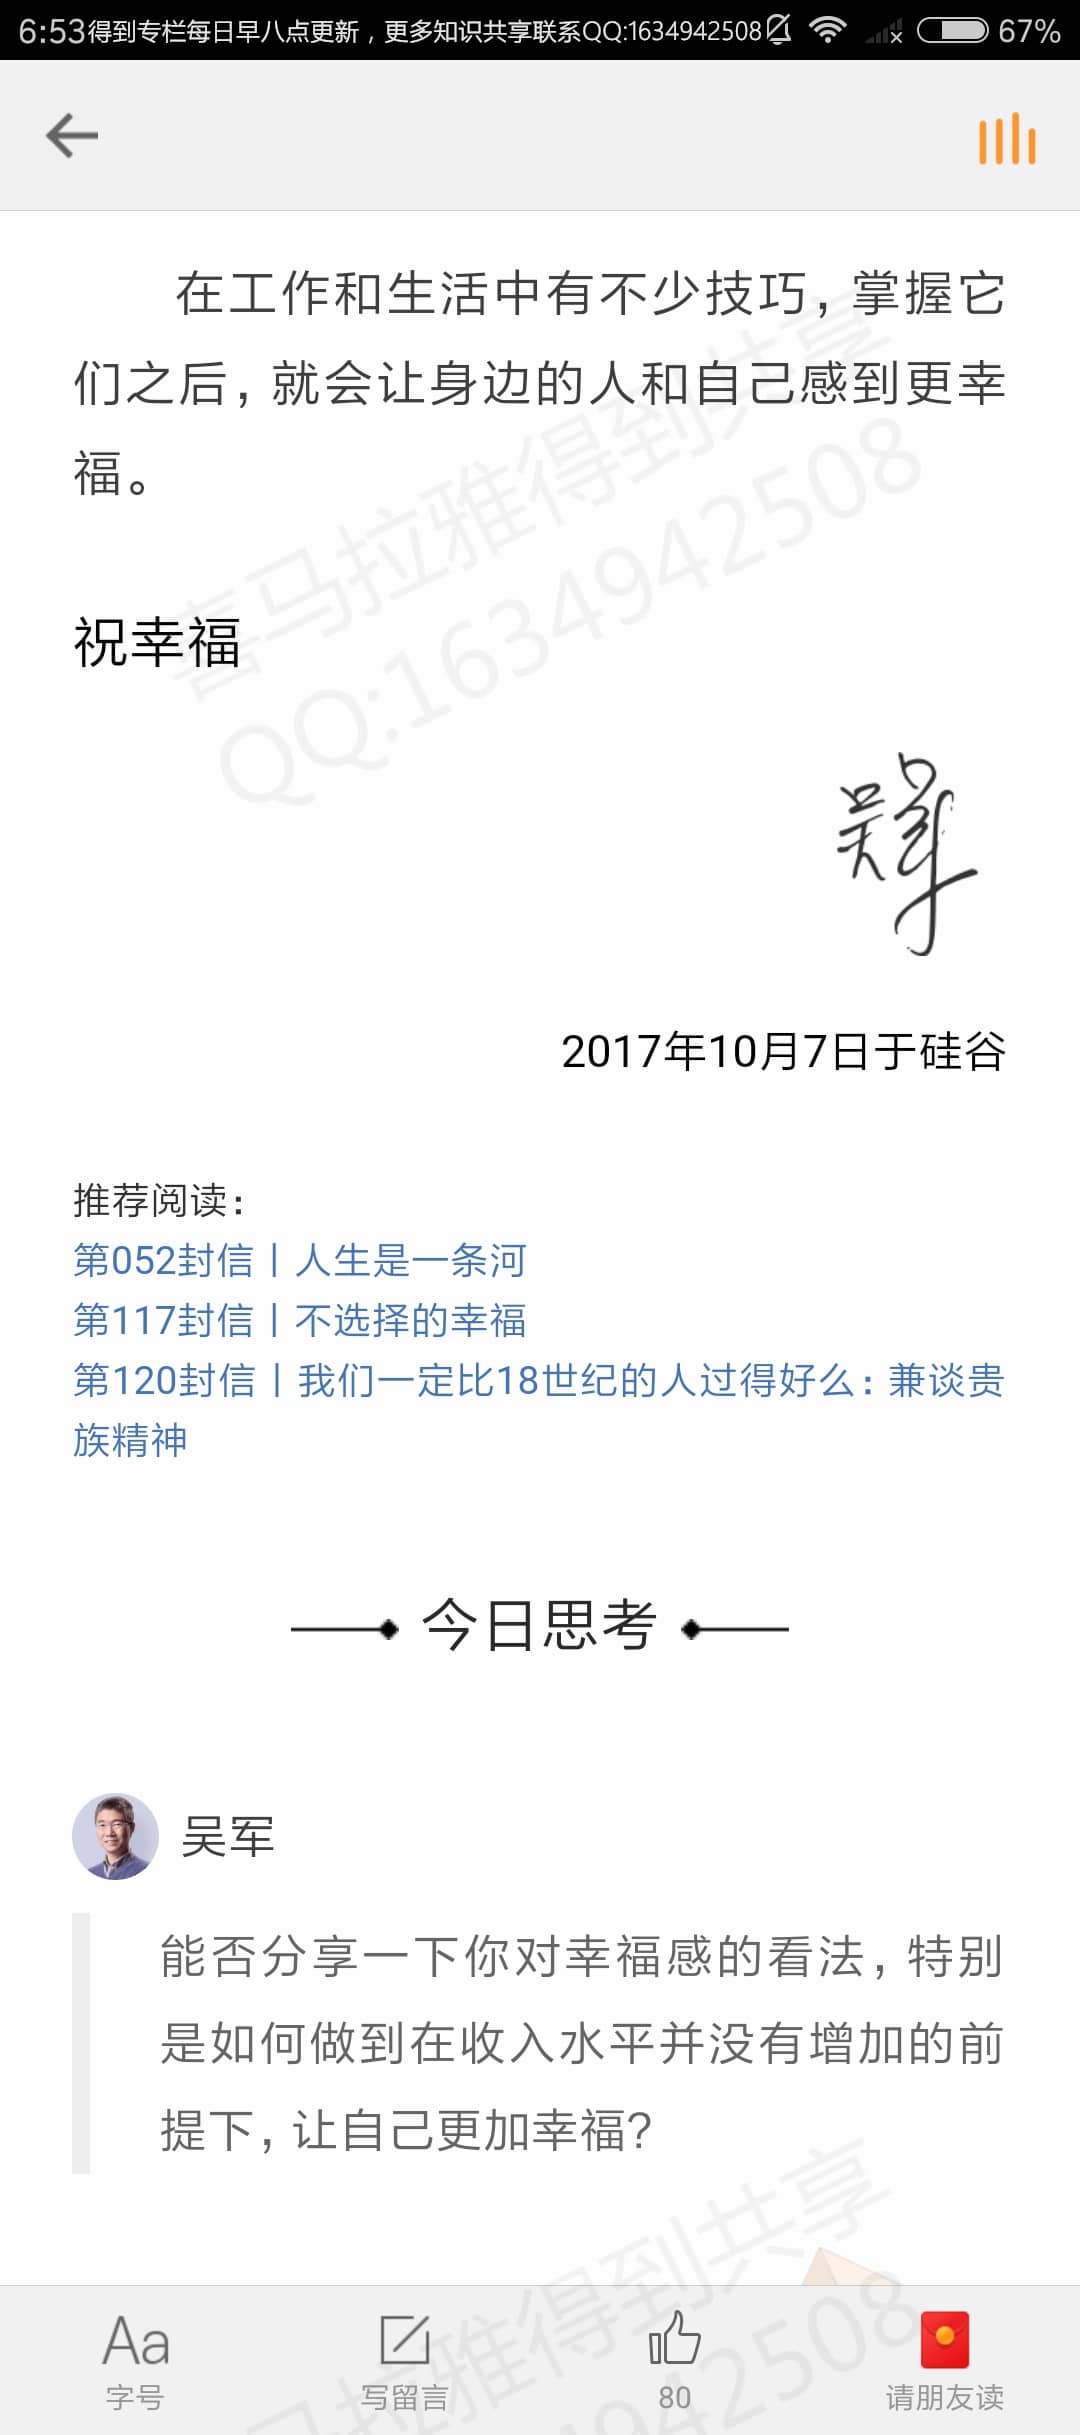 6:53得到专栏每日早八点更新，更多知识共享联系QQ:1634942508 67%
在工作和生活中有不少技巧，掌握它
们之后，就会让身边的人和自己感到更幸
福。
喜马拉雅得到共享
QQ:1634942508
祝幸福
吴军
2017年10月7日于硅谷
推荐阅读：
第052封信丨人生是一条河
第117封信丨不选择的幸福
第120封信丨我们一定比18世纪的人过得好么：兼谈贵
族精神
今日思考
吴军
能否分享一下你对幸福感的看法，特别
是如何做到在收入水平并没有增加的前
提下，让自己更加幸福？
马拉雅得到共享
942508
Aa
字号
写留言
80
请朋友读